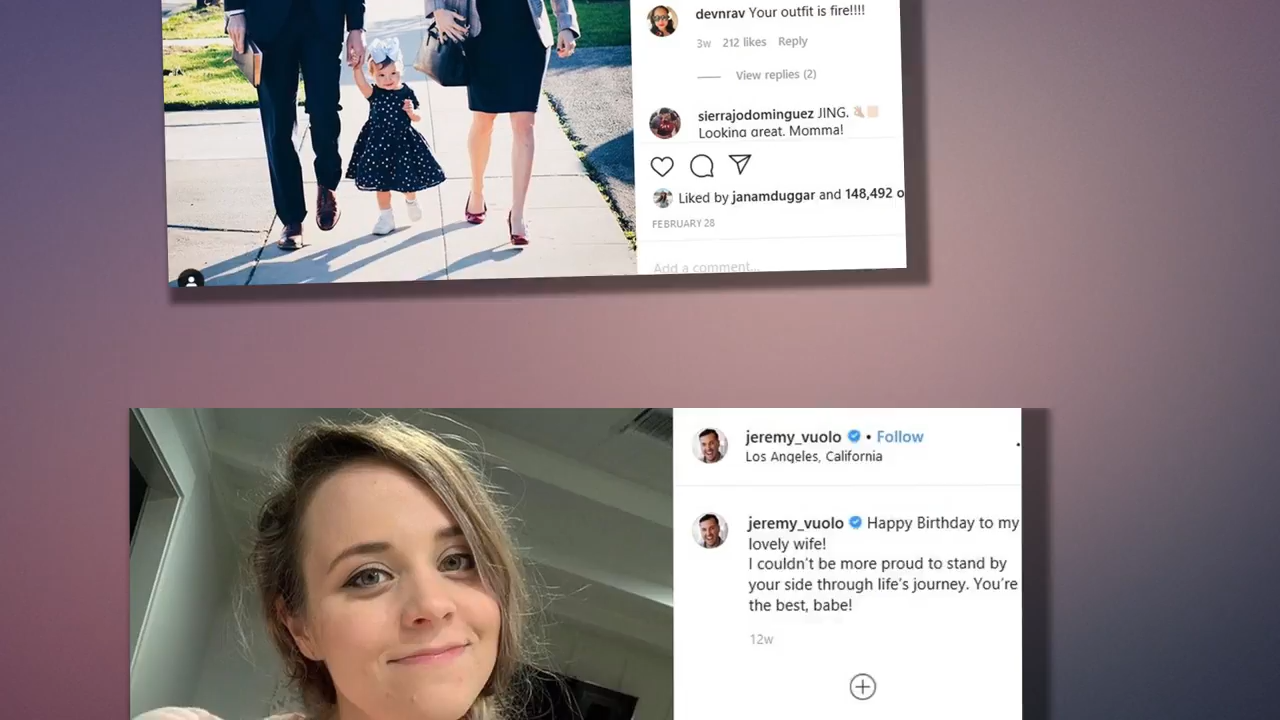 devnrav Your outfit is fire!!!!
3w 212 likes Reply
View replies (2)
sierrajodominguez JING.
Looking great. Momma!
Liked by janamduggar and 148,492 o
FEBRUARY 28
Add a comment...
jeremy_vuolo • Follow
Los Angeles, California
jeremy_vuolo Happy Birthday to my
lovely wife!
I couldn't be more proud to stand by
your side through life's journey. You're
the best, babe!
12w